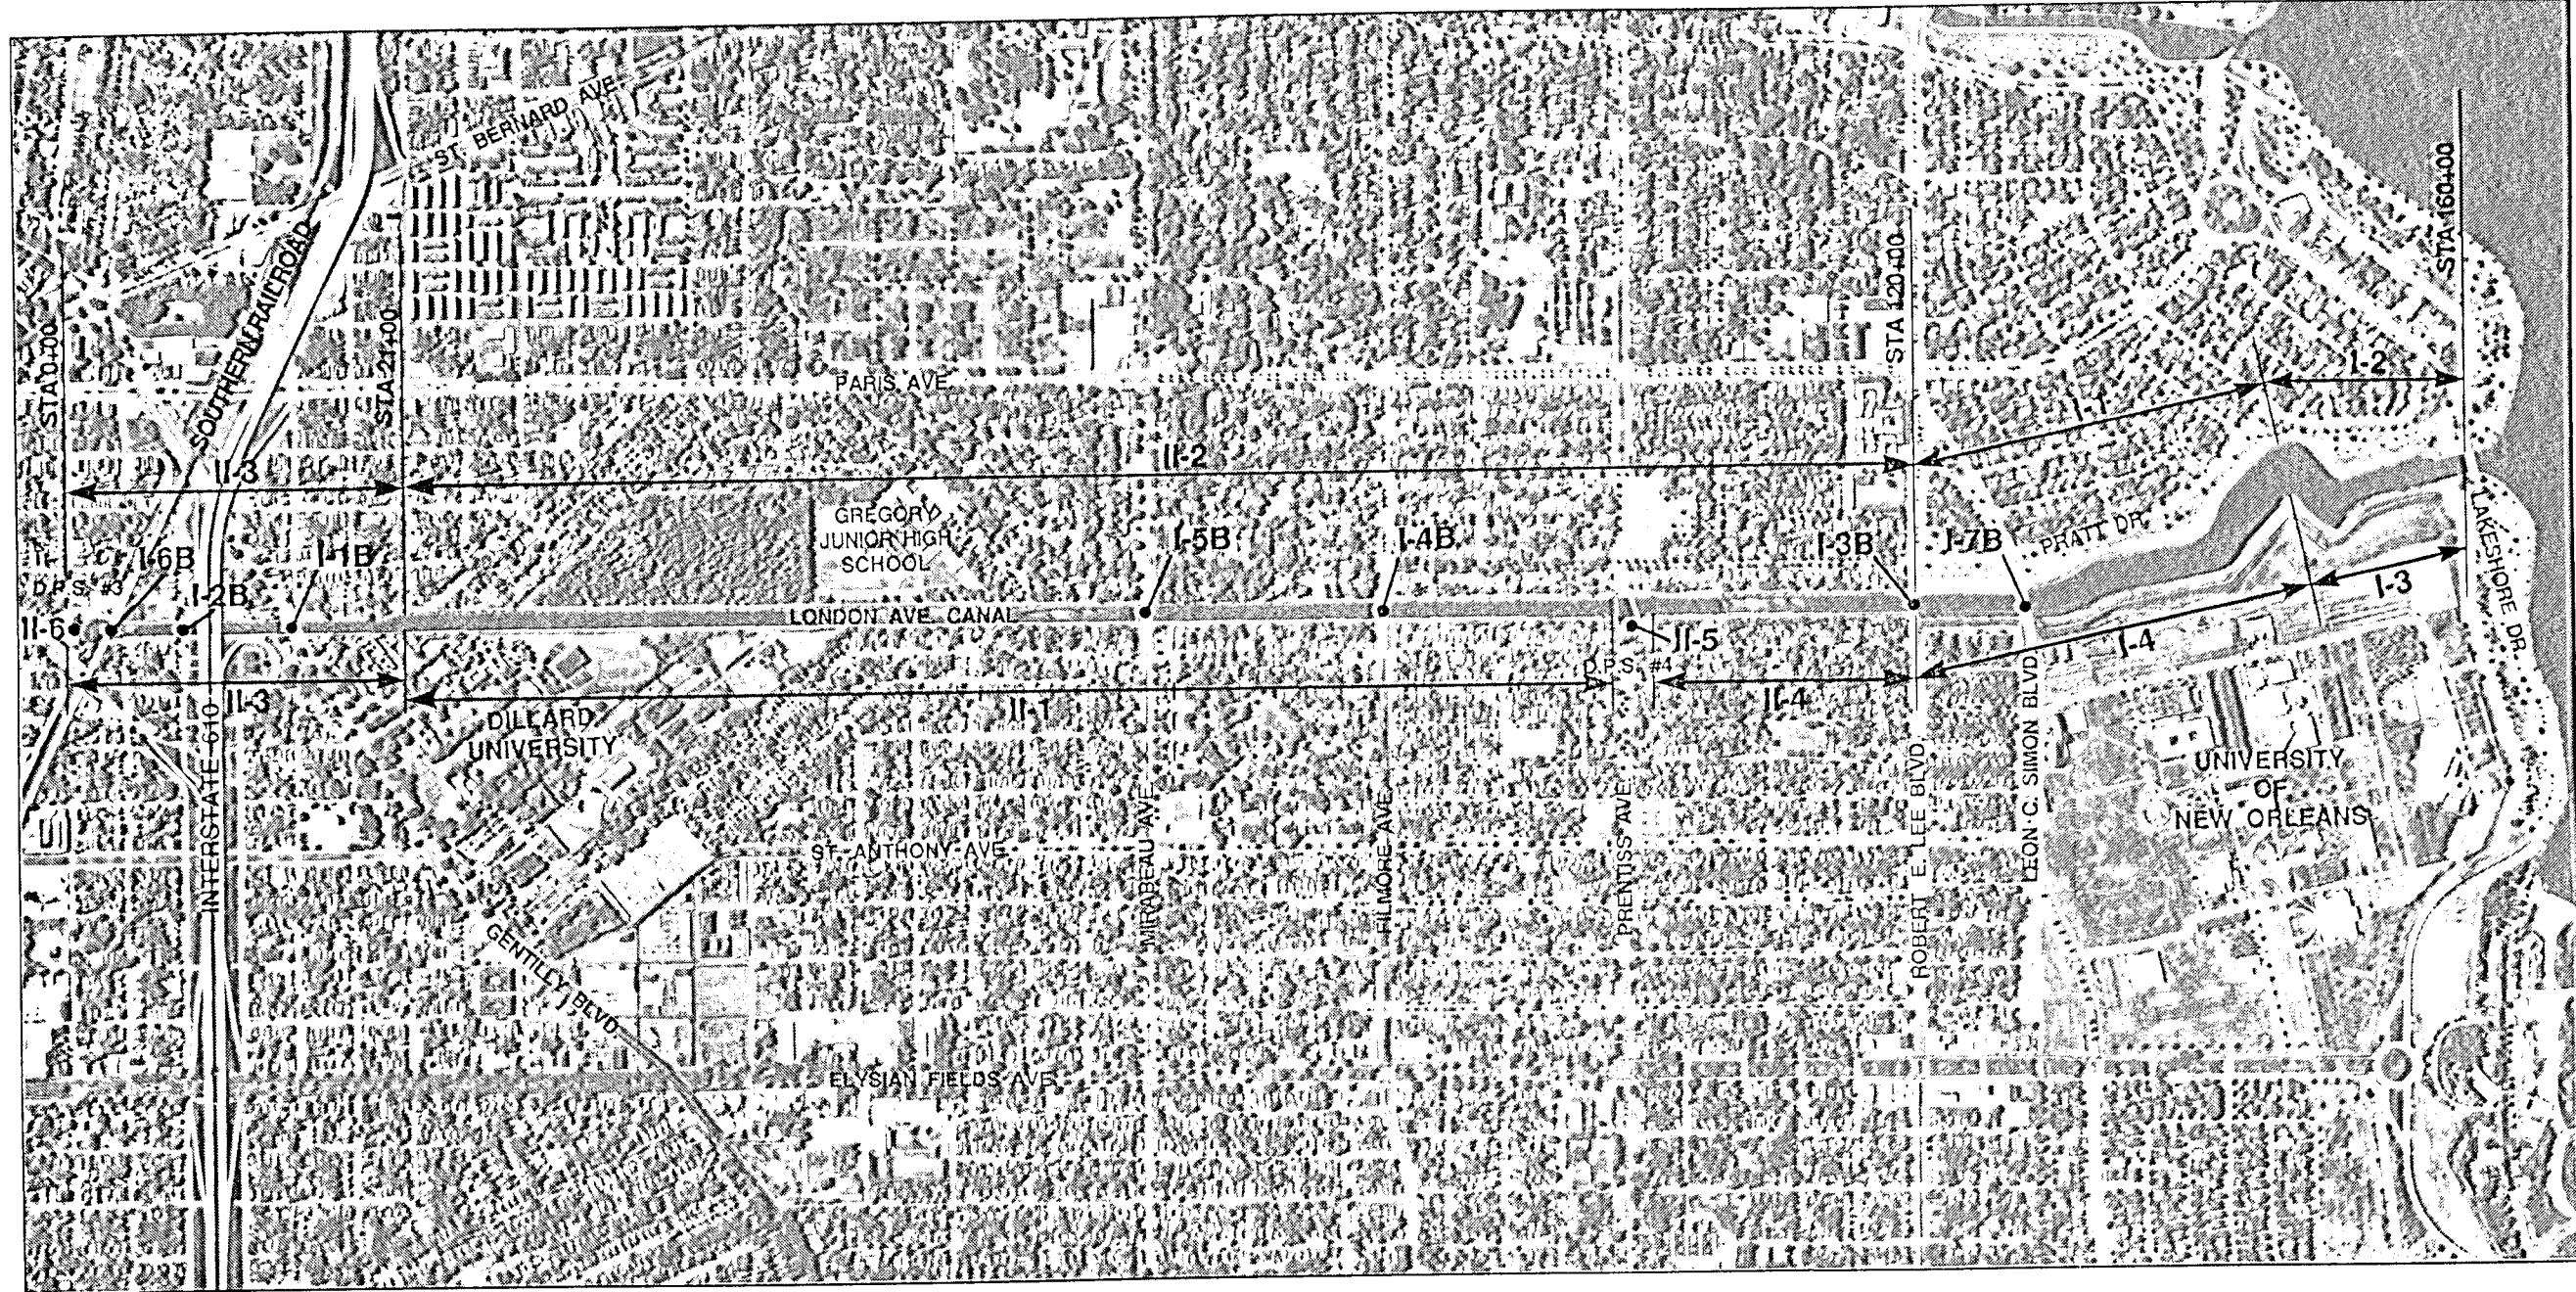 ST. BERNARD AVE.
STA 160+00
SOUTHERN RAILROAD
STA 120+00
STA 0+00
STA 21+00
PARIS AVE.
I-2
I-1
II-2
II-3
GREGORY
JUNIOR HIGH
SCHOOL
I-6B
I-1B
I-5B
I-4B
I-3B
I-7B
PRATT DR.
LAKESHORE DR.
D.P.S. #3
I-2B
I-3
II-6
LONDON AVE. CANAL
II-5
I-4
D.P.S. #4
II-3
II-1
II-4
DILLARD
UNIVERSITY
INTERSTATE 610
MIRABEAU AVE.
FILMORE AVE.
PRENTISS AVE.
ROBERT E. LEE BLVD.
LEON C. SIMON BLVD.
UNIVERSITY
OF
NEW ORLEANS
ST. ANTHONY AVE.
GENTILLY BLVD.
ELYSIAN FIELDS AVE.